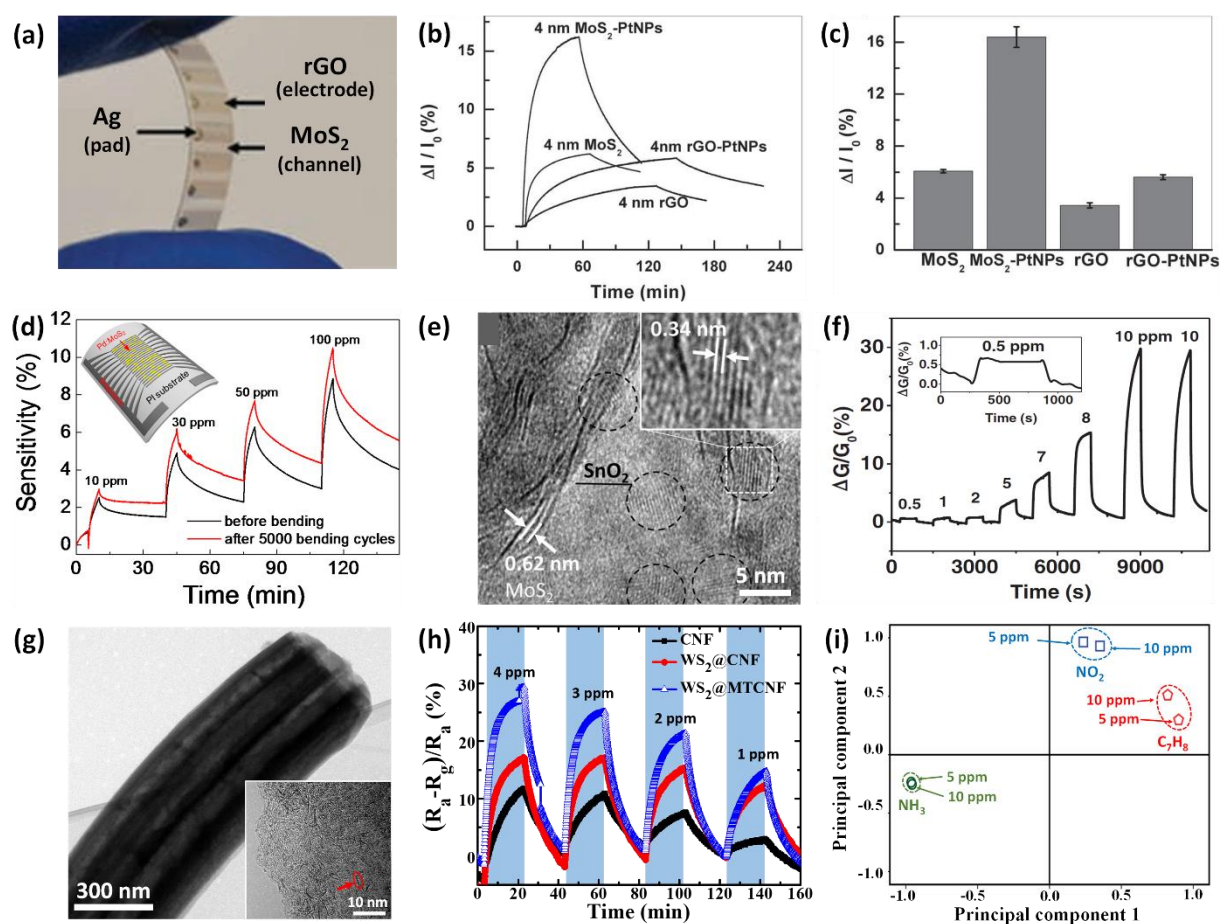 (a)
rGO
(electrode)
Ag
(pad)
MoS2
(channel)
(b)
ΔI / I0 (%)
15
10
5
0
4 nm MoS2-PtNPs
4 nm MoS2
4nm rGO-PtNPs
4 nm rGO
0 60 120 180 240
Time (min)
(c)
ΔI / I0 (%)
16
12
8
4
0
MoS2 MoS2-PtNPs rGO rGO-PtNPs
(d)
Sensitivity (%)
12
10
8
6
4
2
0
Pd:MoS2
PI substrate
10 ppm
30 ppm
50 ppm
100 ppm
before bending
after 5000 bending cycles
0 30 60 90 120
Time (min)
(e)
0.34 nm
SnO2
0.62 nm
MoS2
5 nm
(f)
ΔG/G0(%)
30
20
10
0
ΔG/G0(%)
1.0
0.5
0.0
0.5 ppm
0 500 1000
Time (s)
0.5 1 2 5 7 8 10 ppm 10
0 3000 6000 9000
Time (s)
(g)
300 nm
10 nm
(h)
(Ra-Rg)/Ra (%)
40
30
20
10
0
CNF
WS2@CNF
WS2@MTCNF
4 ppm
3 ppm
2 ppm
1 ppm
0 20 40 60 80 100 120 140 160
Time (min)
(i)
Principal component 2
1.0
0.5
0.0
-0.5
-1.0
5 ppm
10 ppm
NO2
10 ppm
5 ppm
C7H8
5 ppm
10 ppm
NH3
-1.0 -0.5 0.0 0.5 1.0
Principal component 1